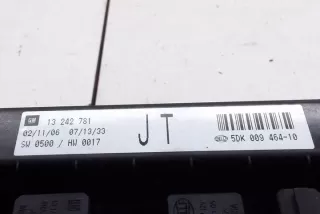 GM 13 242 781
02/11/06 07/13/33
SW 0500 / HW 0017
JT
5DK 009 464-10